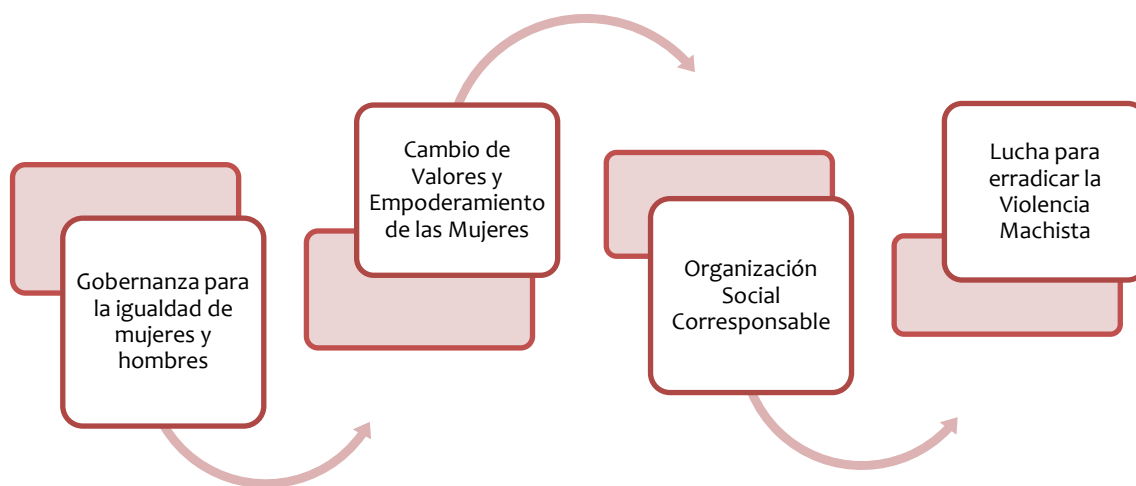 Gobernanza para
la igualdad de
mujeres y
hombres
Cambio de
Valores y
Empoderamiento
de las Mujeres
Organización
Social
Corresponsable
Lucha para
erradicar la
Violencia
Machista